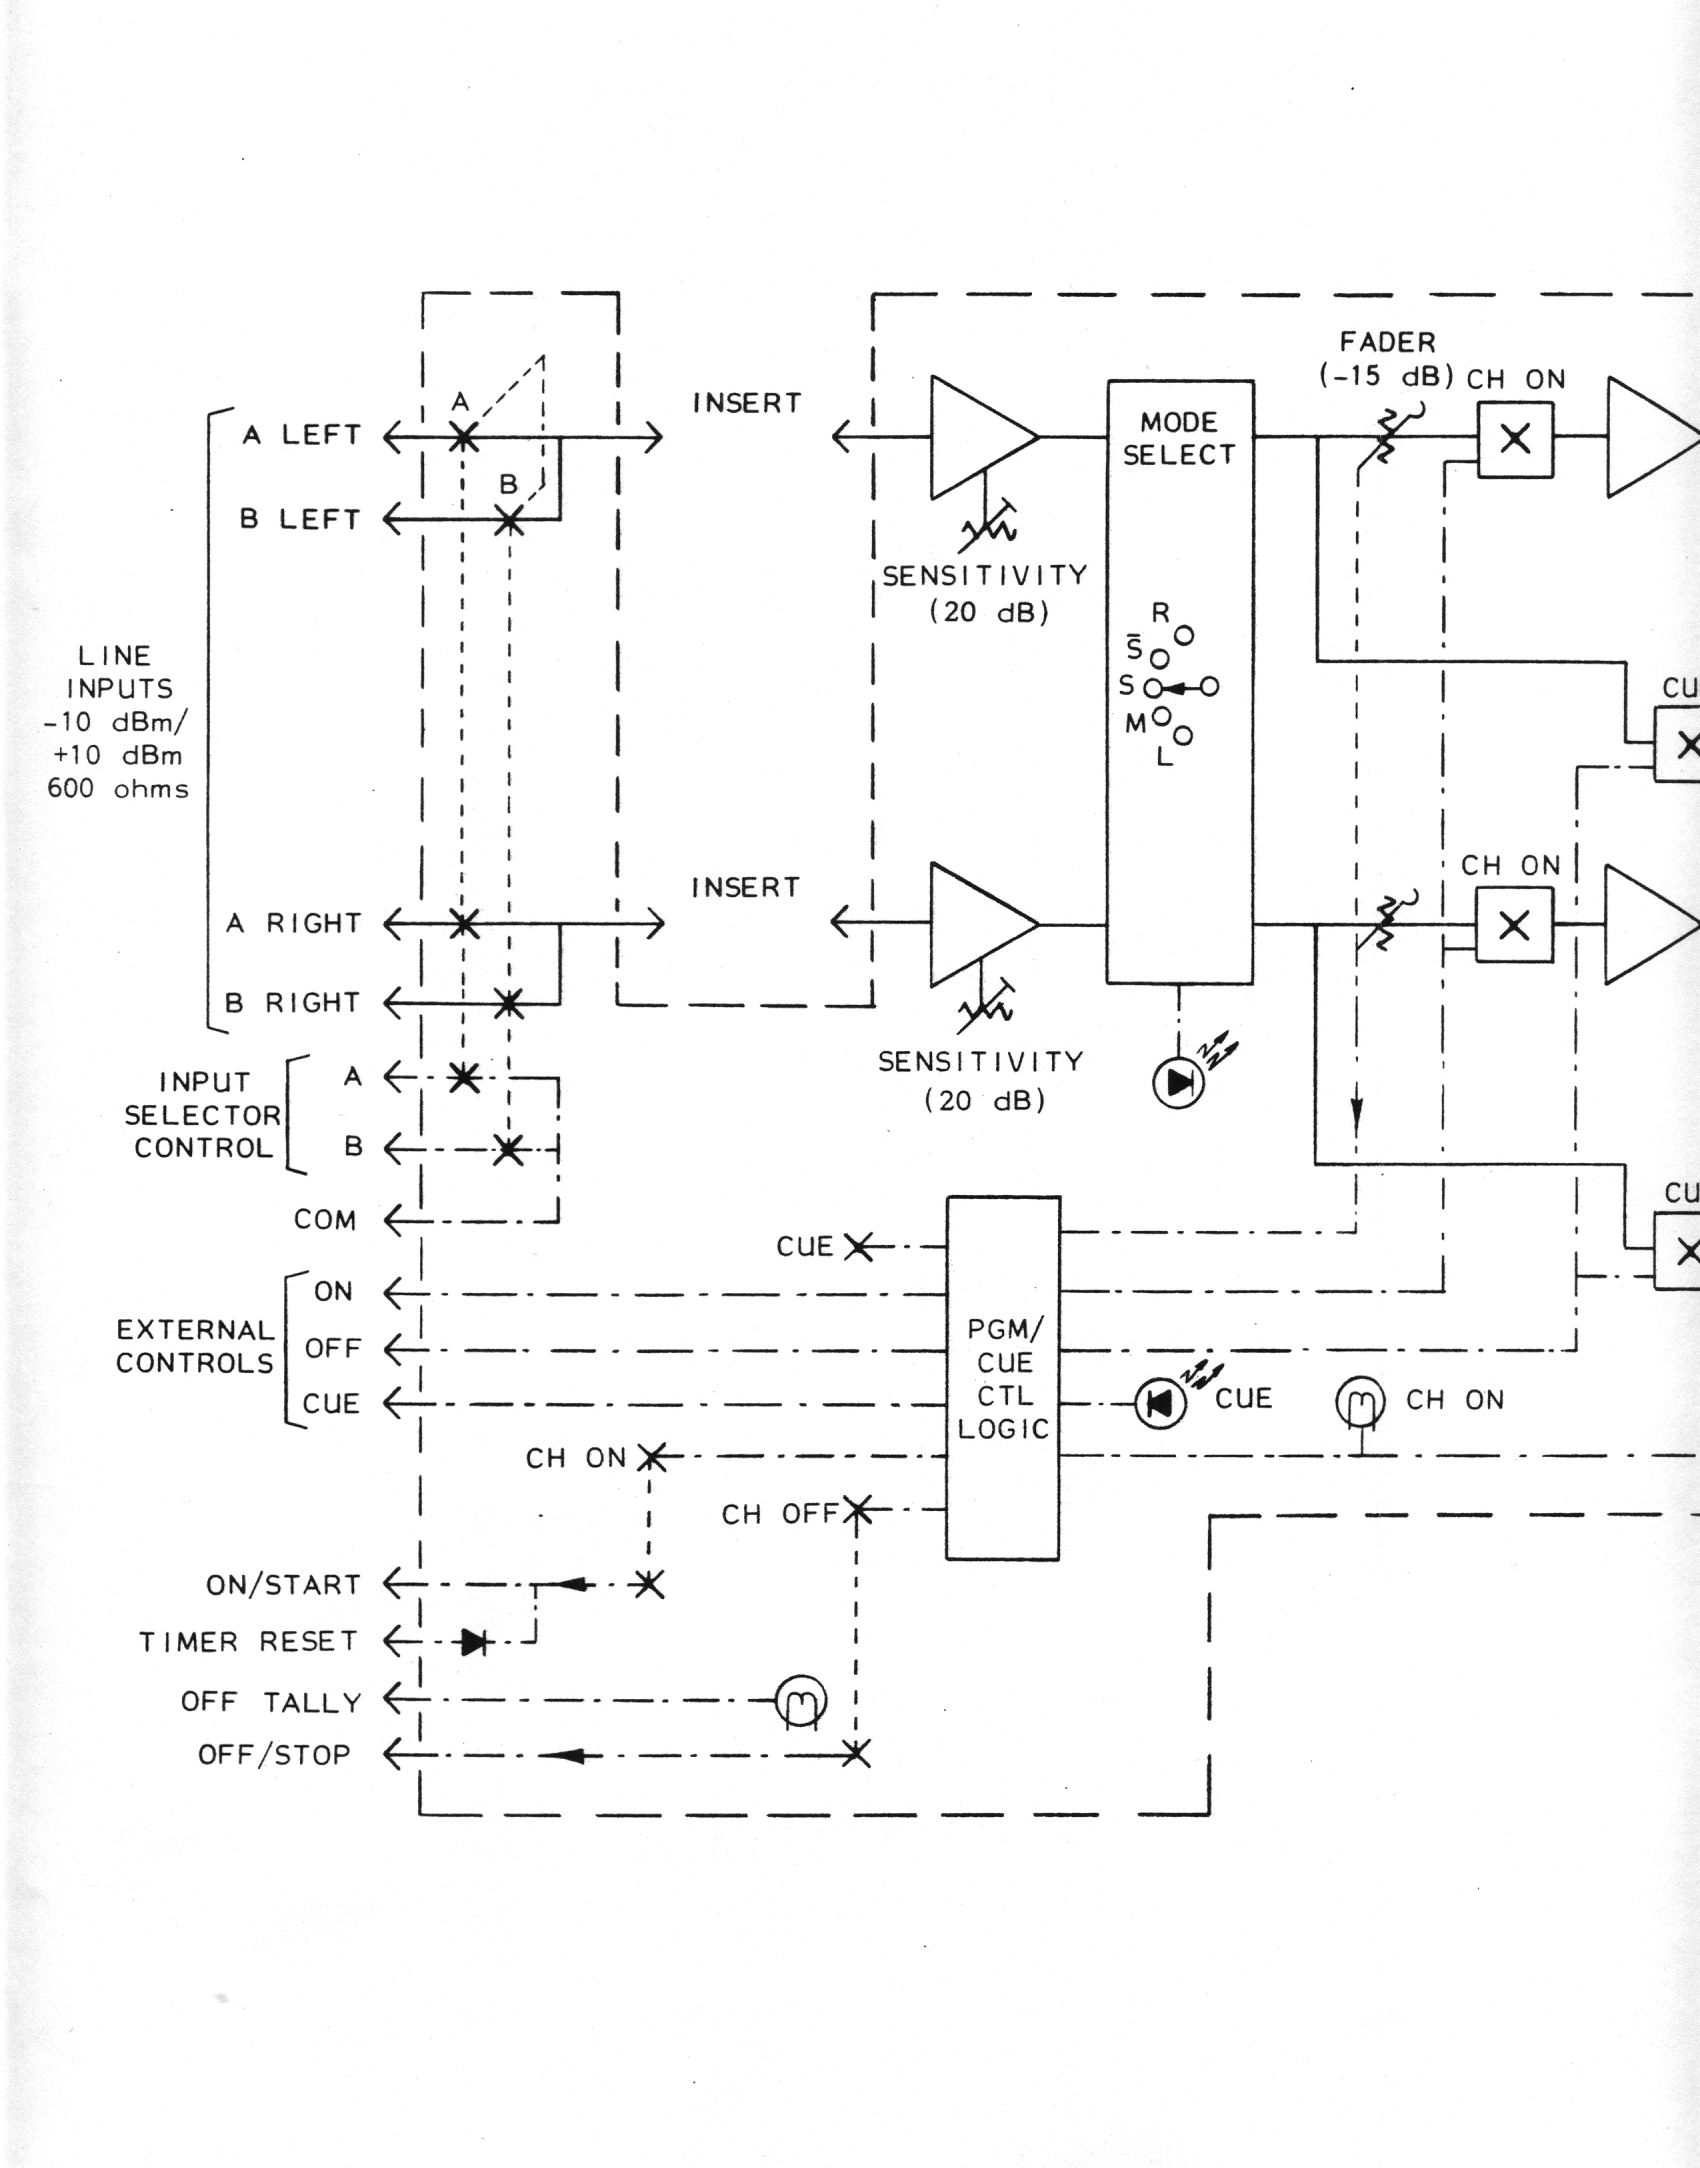 FADER
(-15 dB)
CH ON
INSERT
MODE
SELECT
A
A LEFT
B
B LEFT
SENSITIVITY
(20 dB)
R
S̅
S
M
L
LINE
INPUTS
-10 dBm/
+10 dBm
600 ohms
CU
CH ON
INSERT
A RIGHT
B RIGHT
SENSITIVITY
(20 dB)
INPUT
SELECTOR
CONTROL
A
B
COM
CU
CUE
EXTERNAL
CONTROLS
ON
OFF
CUE
PGM/
CUE
CTL
LOGIC
CUE
CH ON
CH ON
CH OFF
ON/START
TIMER RESET
OFF TALLY
OFF/STOP